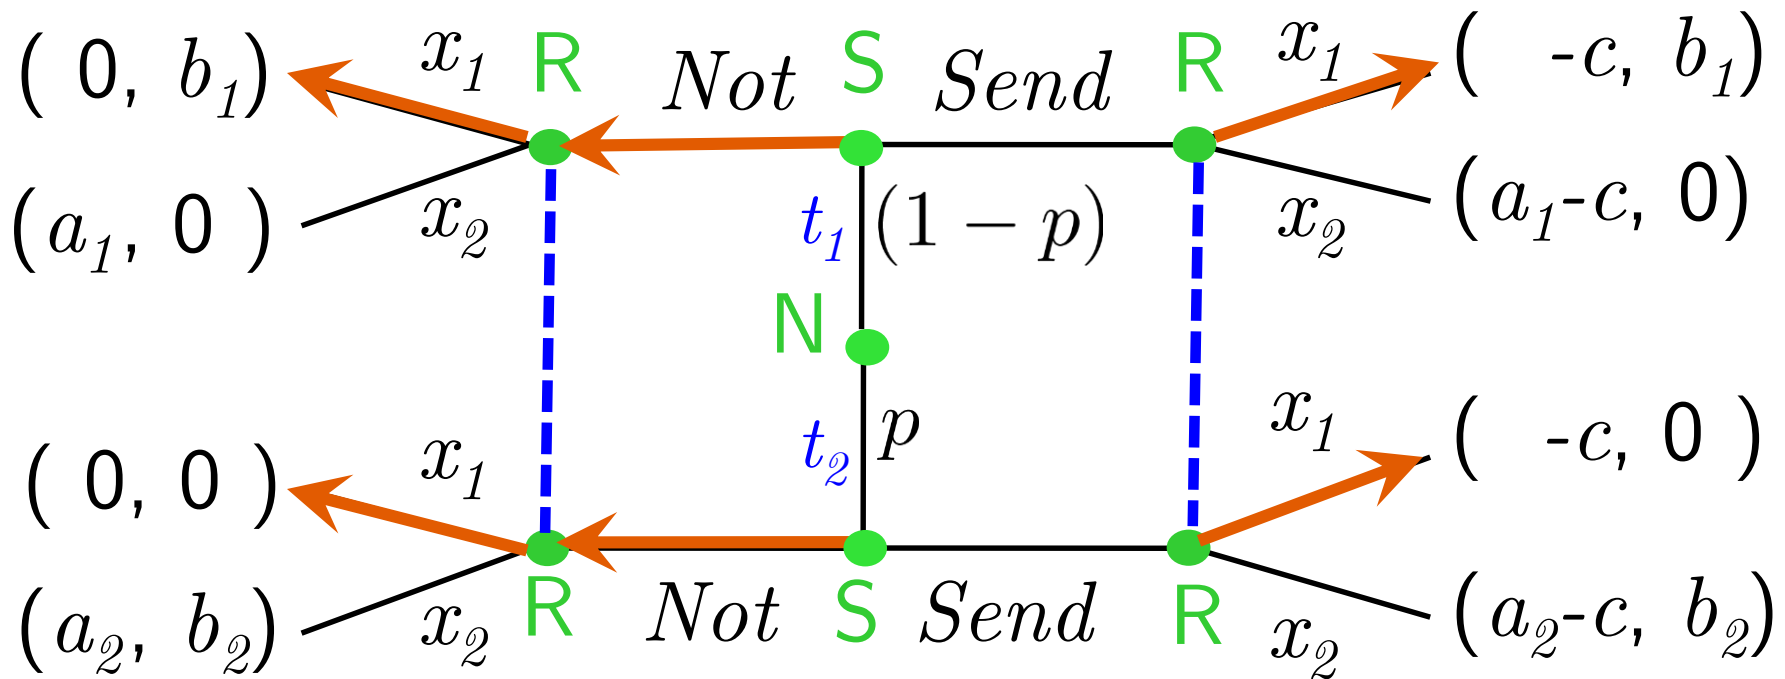 ( 0, b₁) x₁ R Not S Send R x₁ ( -c, b₁)
(a₁, 0 ) x₂ t₁ (1 − p) x₂ (a₁-c, 0)
N
( 0, 0 ) x₁ t₂ p x₁ ( -c, 0 )
(a₂, b₂) x₂ R Not S Send R x₂ (a₂-c, b₂)